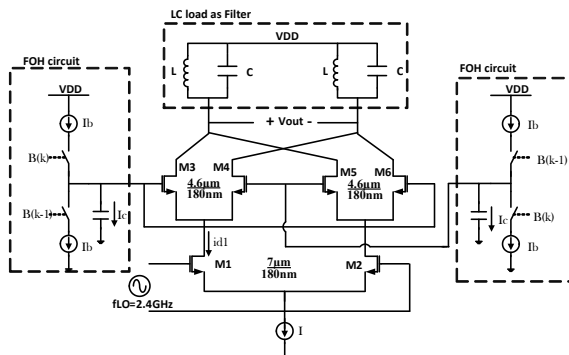 LC load as Filter
VDD
L
C
L
C
FOH circuit
VDD
Ib
B(k)
B(k-1)
Ic
Ib
+ Vout -
M3
M4
M5
M6
4.6μm
180nm
4.6μm
180nm
id1
M1
7μm
180nm
M2
fLO=2.4GHz
I
FOH circuit
VDD
Ib
B(k-1)
Ic
B(k)
Ib